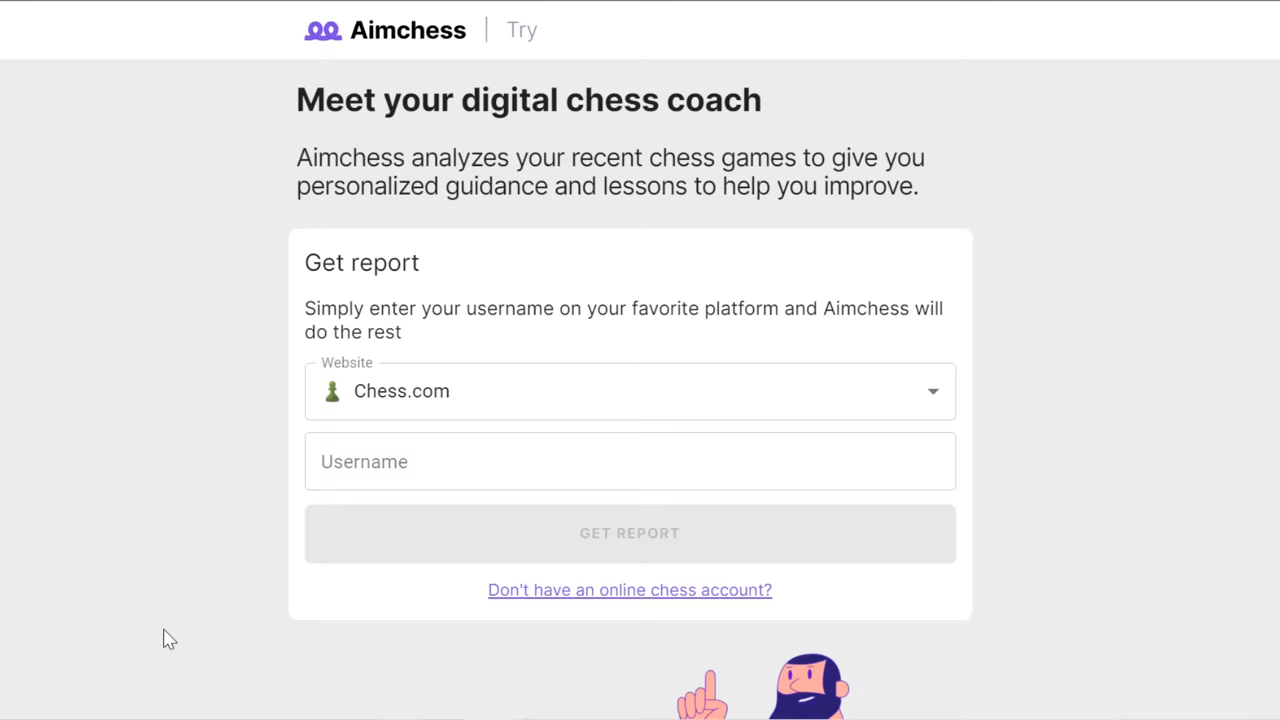 Aimchess | Try
Meet your digital chess coach
Aimchess analyzes your recent chess games to give you
personalized guidance and lessons to help you improve.
Get report
Simply enter your username on your favorite platform and Aimchess will
do the rest
Website
Chess.com
Username
GET REPORT
Don't have an online chess account?